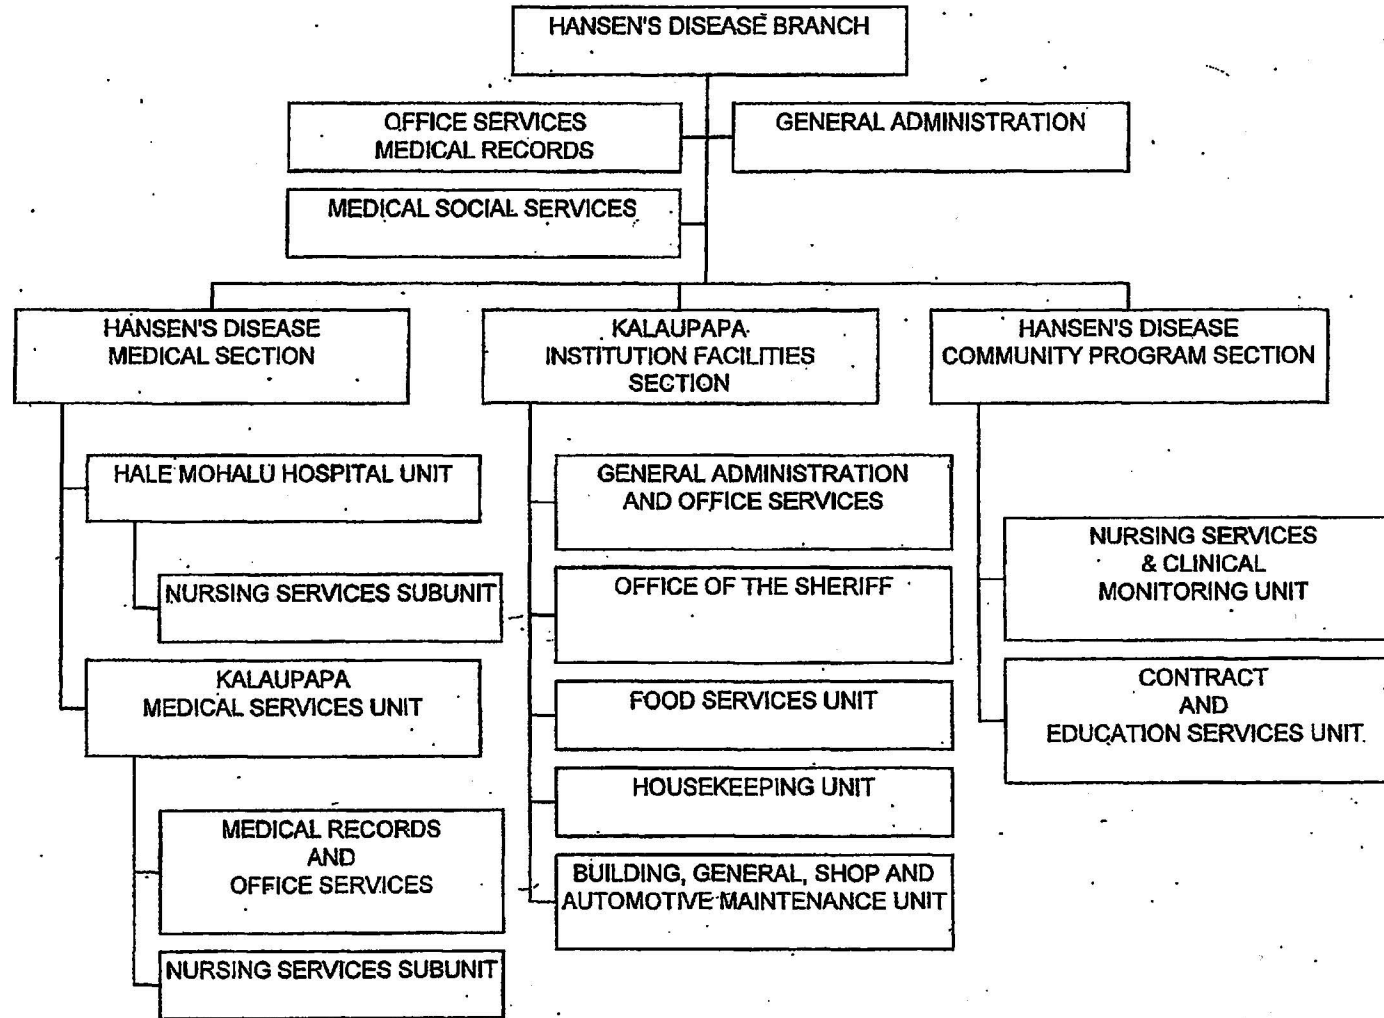 HANSEN'S DISEASE BRANCH
OFFICE SERVICES
MEDICAL RECORDS
GENERAL ADMINISTRATION
MEDICAL SOCIAL SERVICES
HANSEN'S DISEASE
MEDICAL SECTION
KALAUPAPA
INSTITUTION FACILITIES
SECTION
HANSEN'S DISEASE
COMMUNITY PROGRAM SECTION
HALE MOHALU HOSPITAL UNIT
NURSING SERVICES SUBUNIT
KALAUPAPA
MEDICAL SERVICES UNIT
MEDICAL RECORDS
AND
OFFICE SERVICES
NURSING SERVICES SUBUNIT
GENERAL ADMINISTRATION
AND OFFICE SERVICES
OFFICE OF THE SHERIFF
FOOD SERVICES UNIT
HOUSEKEEPING UNIT
BUILDING, GENERAL, SHOP AND
AUTOMOTIVE MAINTENANCE UNIT
NURSING SERVICES
& CLINICAL
MONITORING UNIT
CONTRACT
AND
EDUCATION SERVICES UNIT